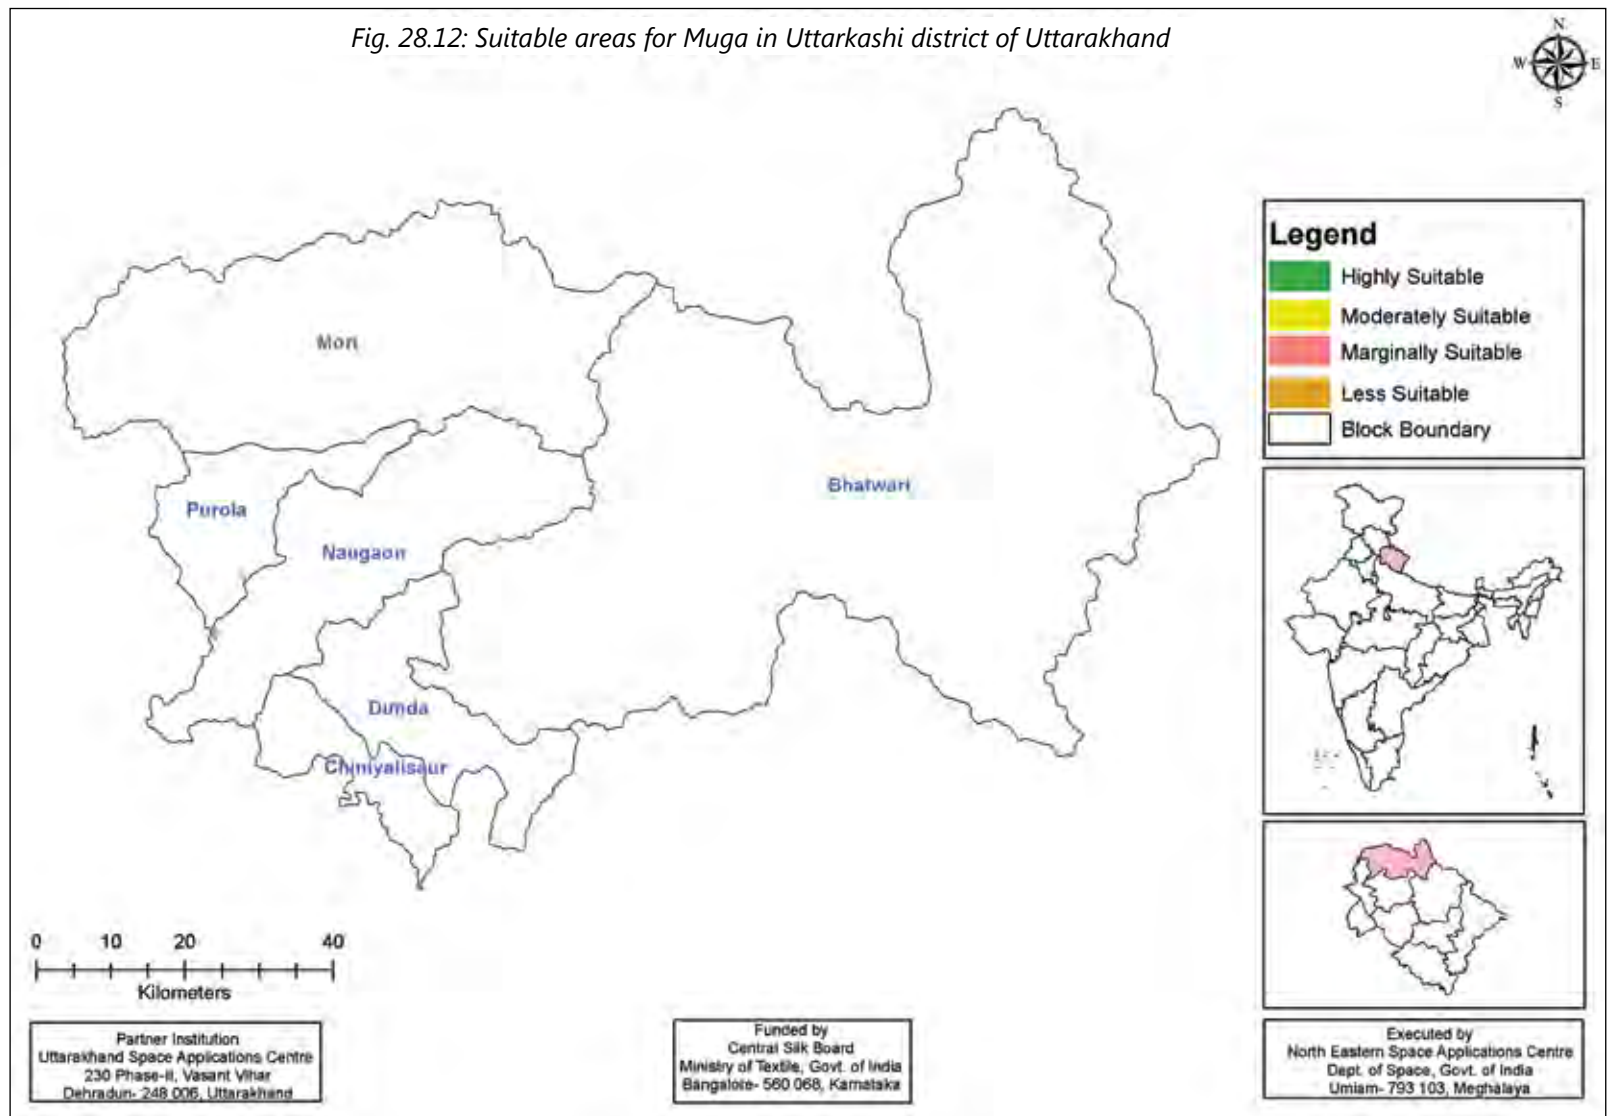 Fig. 28.12: Suitable areas for Muga in Uttarkashi district of Uttarakhand
N
W
E
S
Legend
Highly Suitable
Moderately Suitable
Marginally Suitable
Less Suitable
Block Boundary
Mori
Bhatwari
Purola
Naugaon
Dunda
Chiniyalisaur
0 10 20 40
Kilometers
Partner Institution
Uttarakhand Space Applications Centre
230 Phase-II, Vasant Vihar
Dehradun- 248 006, Uttarakhand
Funded by
Central Silk Board
Ministry of Textile, Govt. of India
Bangalore- 560 068, Karnataka
Executed by
North Eastern Space Applications Centre
Dept. of Space, Govt. of India
Umiam- 793 103, Meghalaya